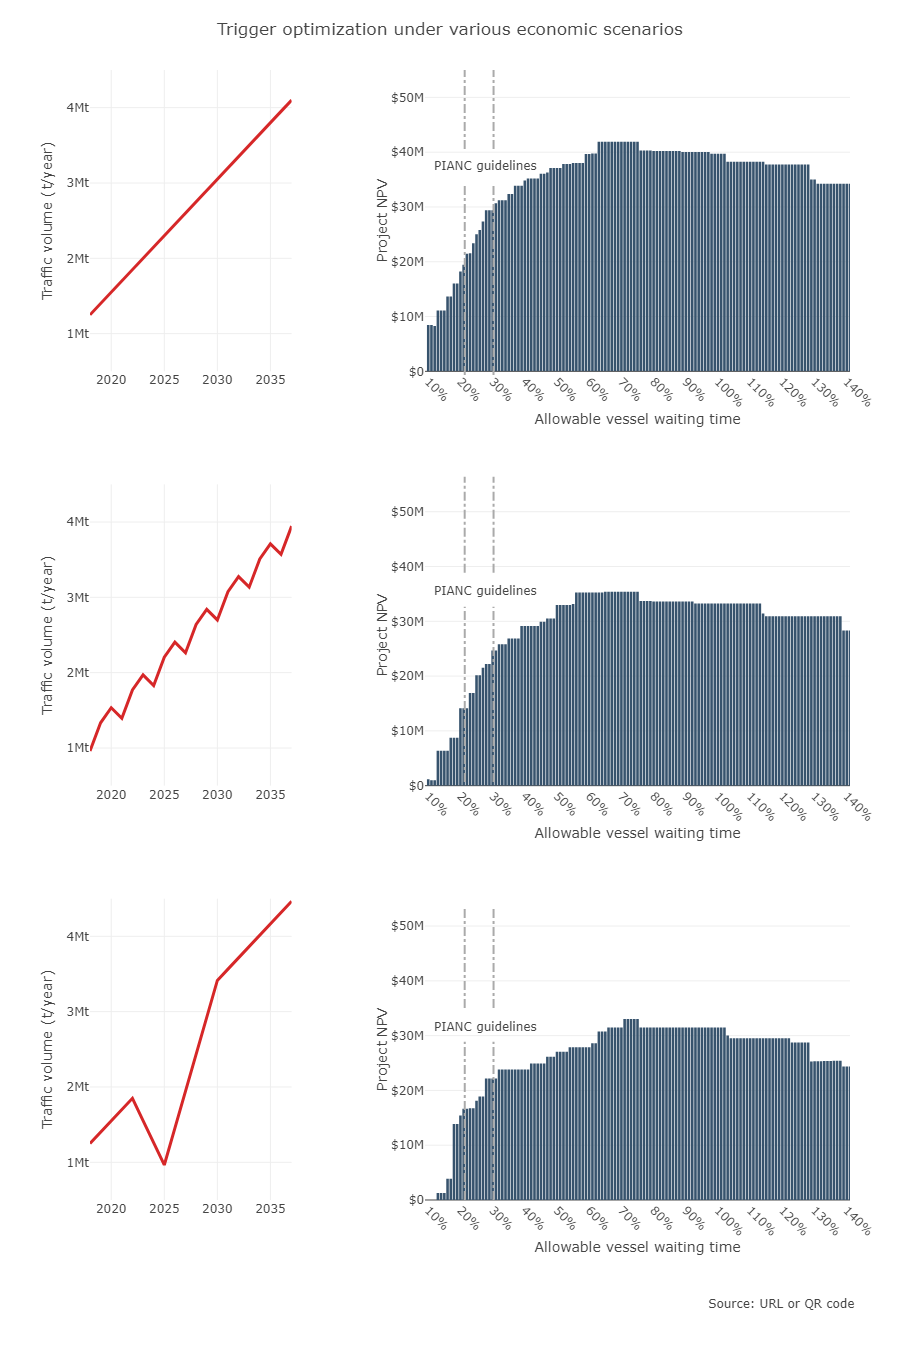 Trigger optimization under various economic scenarios
Traffic volume (t/year)
4Mt
3Mt
2Mt
1Mt
2020 2025 2030 2035
Project NPV
$50M
$40M
$30M
$20M
$10M
$0
PIANC guidelines
10% 20% 30% 40% 50% 60% 70% 80% 90% 100% 110% 120% 130% 140%
Allowable vessel waiting time
Traffic volume (t/year)
4Mt
3Mt
2Mt
1Mt
2020 2025 2030 2035
Project NPV
$50M
$40M
$30M
$20M
$10M
$0
PIANC guidelines
10% 20% 30% 40% 50% 60% 70% 80% 90% 100% 110% 120% 130% 140%
Allowable vessel waiting time
Traffic volume (t/year)
4Mt
3Mt
2Mt
1Mt
2020 2025 2030 2035
Project NPV
$50M
$40M
$30M
$20M
$10M
$0
PIANC guidelines
10% 20% 30% 40% 50% 60% 70% 80% 90% 100% 110% 120% 130% 140%
Allowable vessel waiting time
Source: URL or QR code